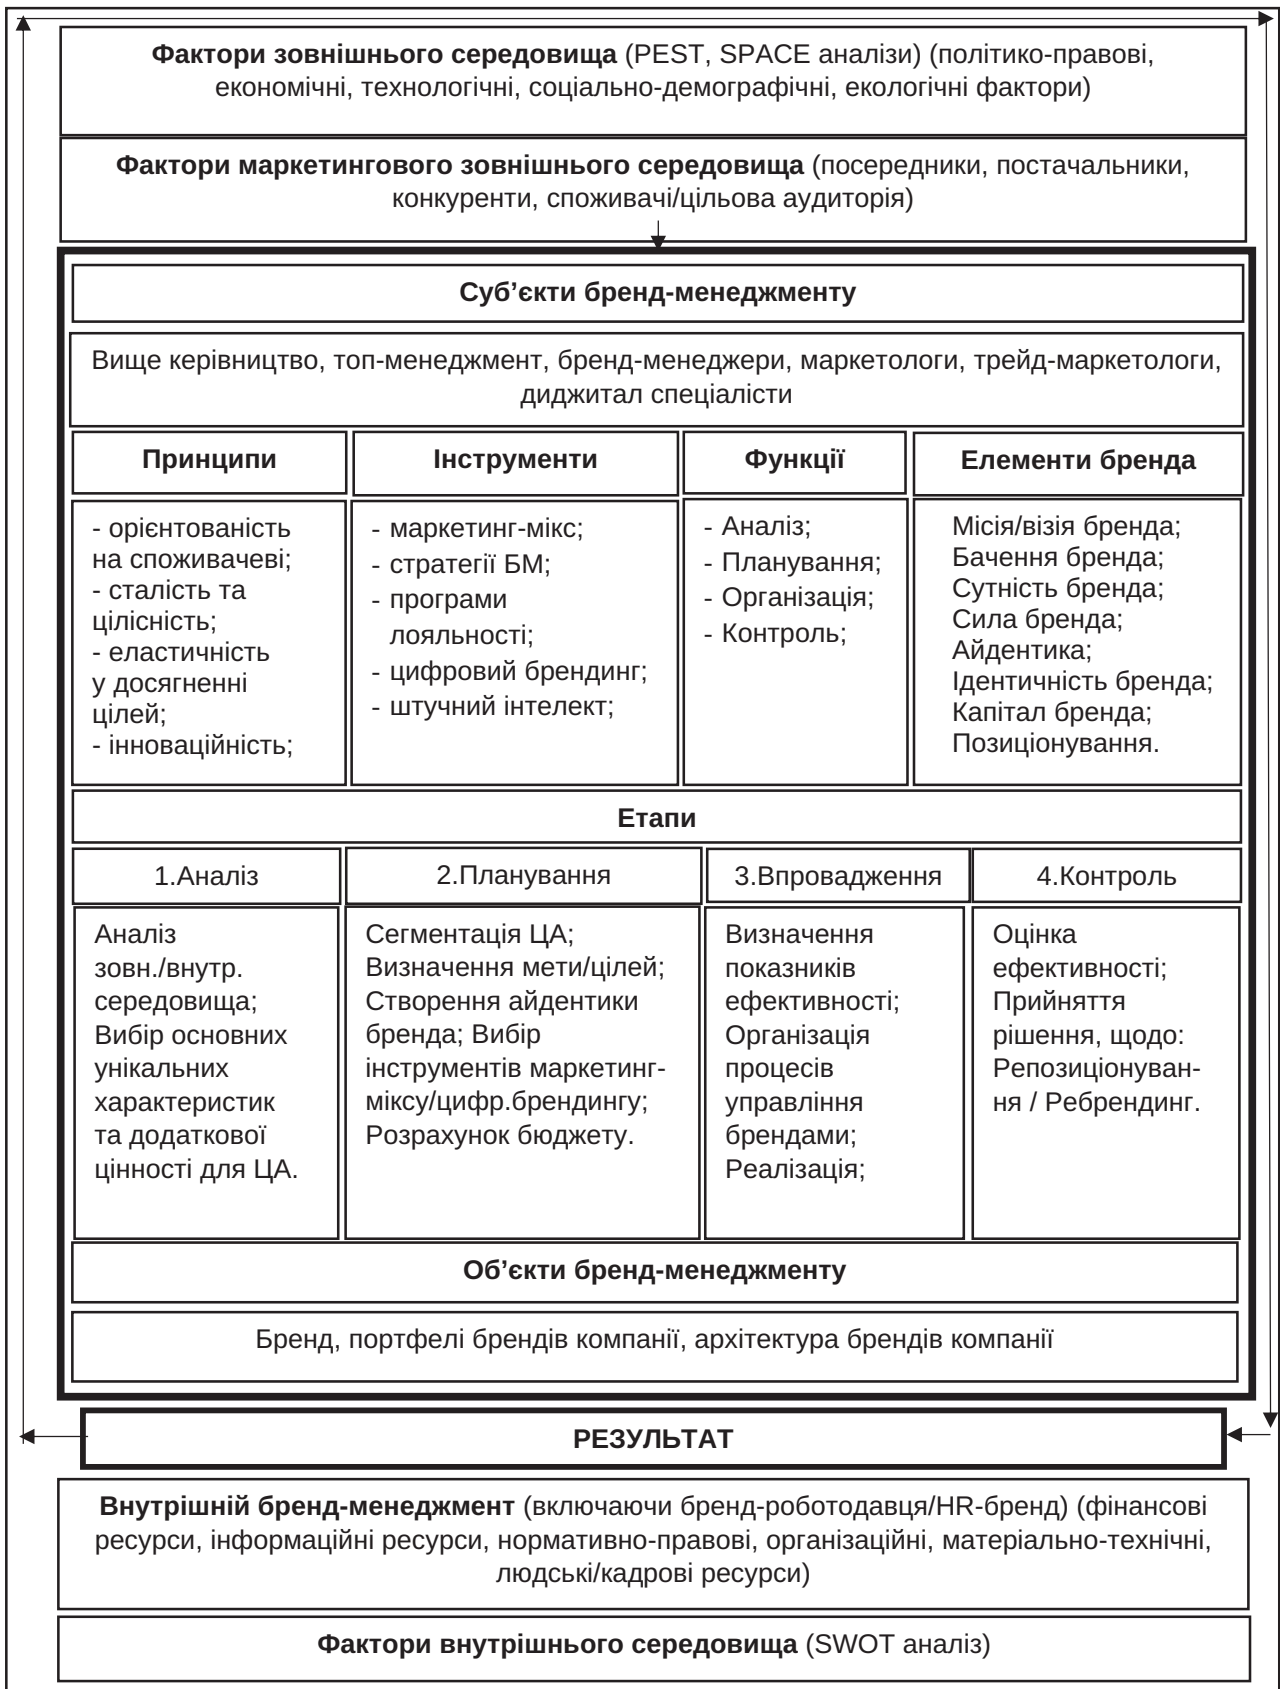 Фактори зовнішнього середовища (PEST, SPACE аналізи) (політико-правові,
економічні, технологічні, соціально-демографічні, екологічні фактори)
Фактори маркетингового зовнішнього середовища (посередники, постачальники,
конкуренти, споживачі/цільова аудиторія)
Суб’єкти бренд-менеджменту
Вище керівництво, топ-менеджмент, бренд-менеджери, маркетологи, трейд-маркетологи,
диджитал спеціалісти
Принципи
- орієнтованість
на споживачеві;
- сталість та
цілісність;
- еластичність
у досягненні
цілей;
- інноваційність;
Інструменти
- маркетинг-мікс;
- стратегії БМ;
- програми
лояльності;
- цифровий брендинг;
- штучний інтелект;
Функції
- Аналіз;
- Планування;
- Організація;
- Контроль;
Елементи бренда
Місія/візія бренда;
Бачення бренда;
Сутність бренда;
Сила бренда;
Айдентика;
Ідентичність бренда;
Капітал бренда;
Позиціонування.
Етапи
1.Аналіз
Аналіз
зовн./внутр.
середовища;
Вибір основних
унікальних
характеристик
та додаткової
цінності для ЦА.
2.Планування
Сегментація ЦА;
Визначення мети/цілей;
Створення айдентики
бренда; Вибір
інструментів маркетинг-
міксу/цифр.брендингу;
Розрахунок бюджету.
3.Впровадження
Визначення
показників
ефективності;
Організація
процесів
управління
брендами;
Реалізація;
4.Контроль
Оцінка
ефективності;
Прийняття
рішення, щодо:
Репозиціонуван-
ня / Ребрендинг.
Об’єкти бренд-менеджменту
Бренд, портфелі брендів компанії, архітектура брендів компанії
РЕЗУЛЬТАТ
Внутрішній бренд-менеджмент (включаючи бренд-роботодавця/HR-бренд) (фінансові
ресурси, інформаційні ресурси, нормативно-правові, організаційні, матеріально-технічні,
людські/кадрові ресурси)
Фактори внутрішнього середовища (SWOT аналіз)